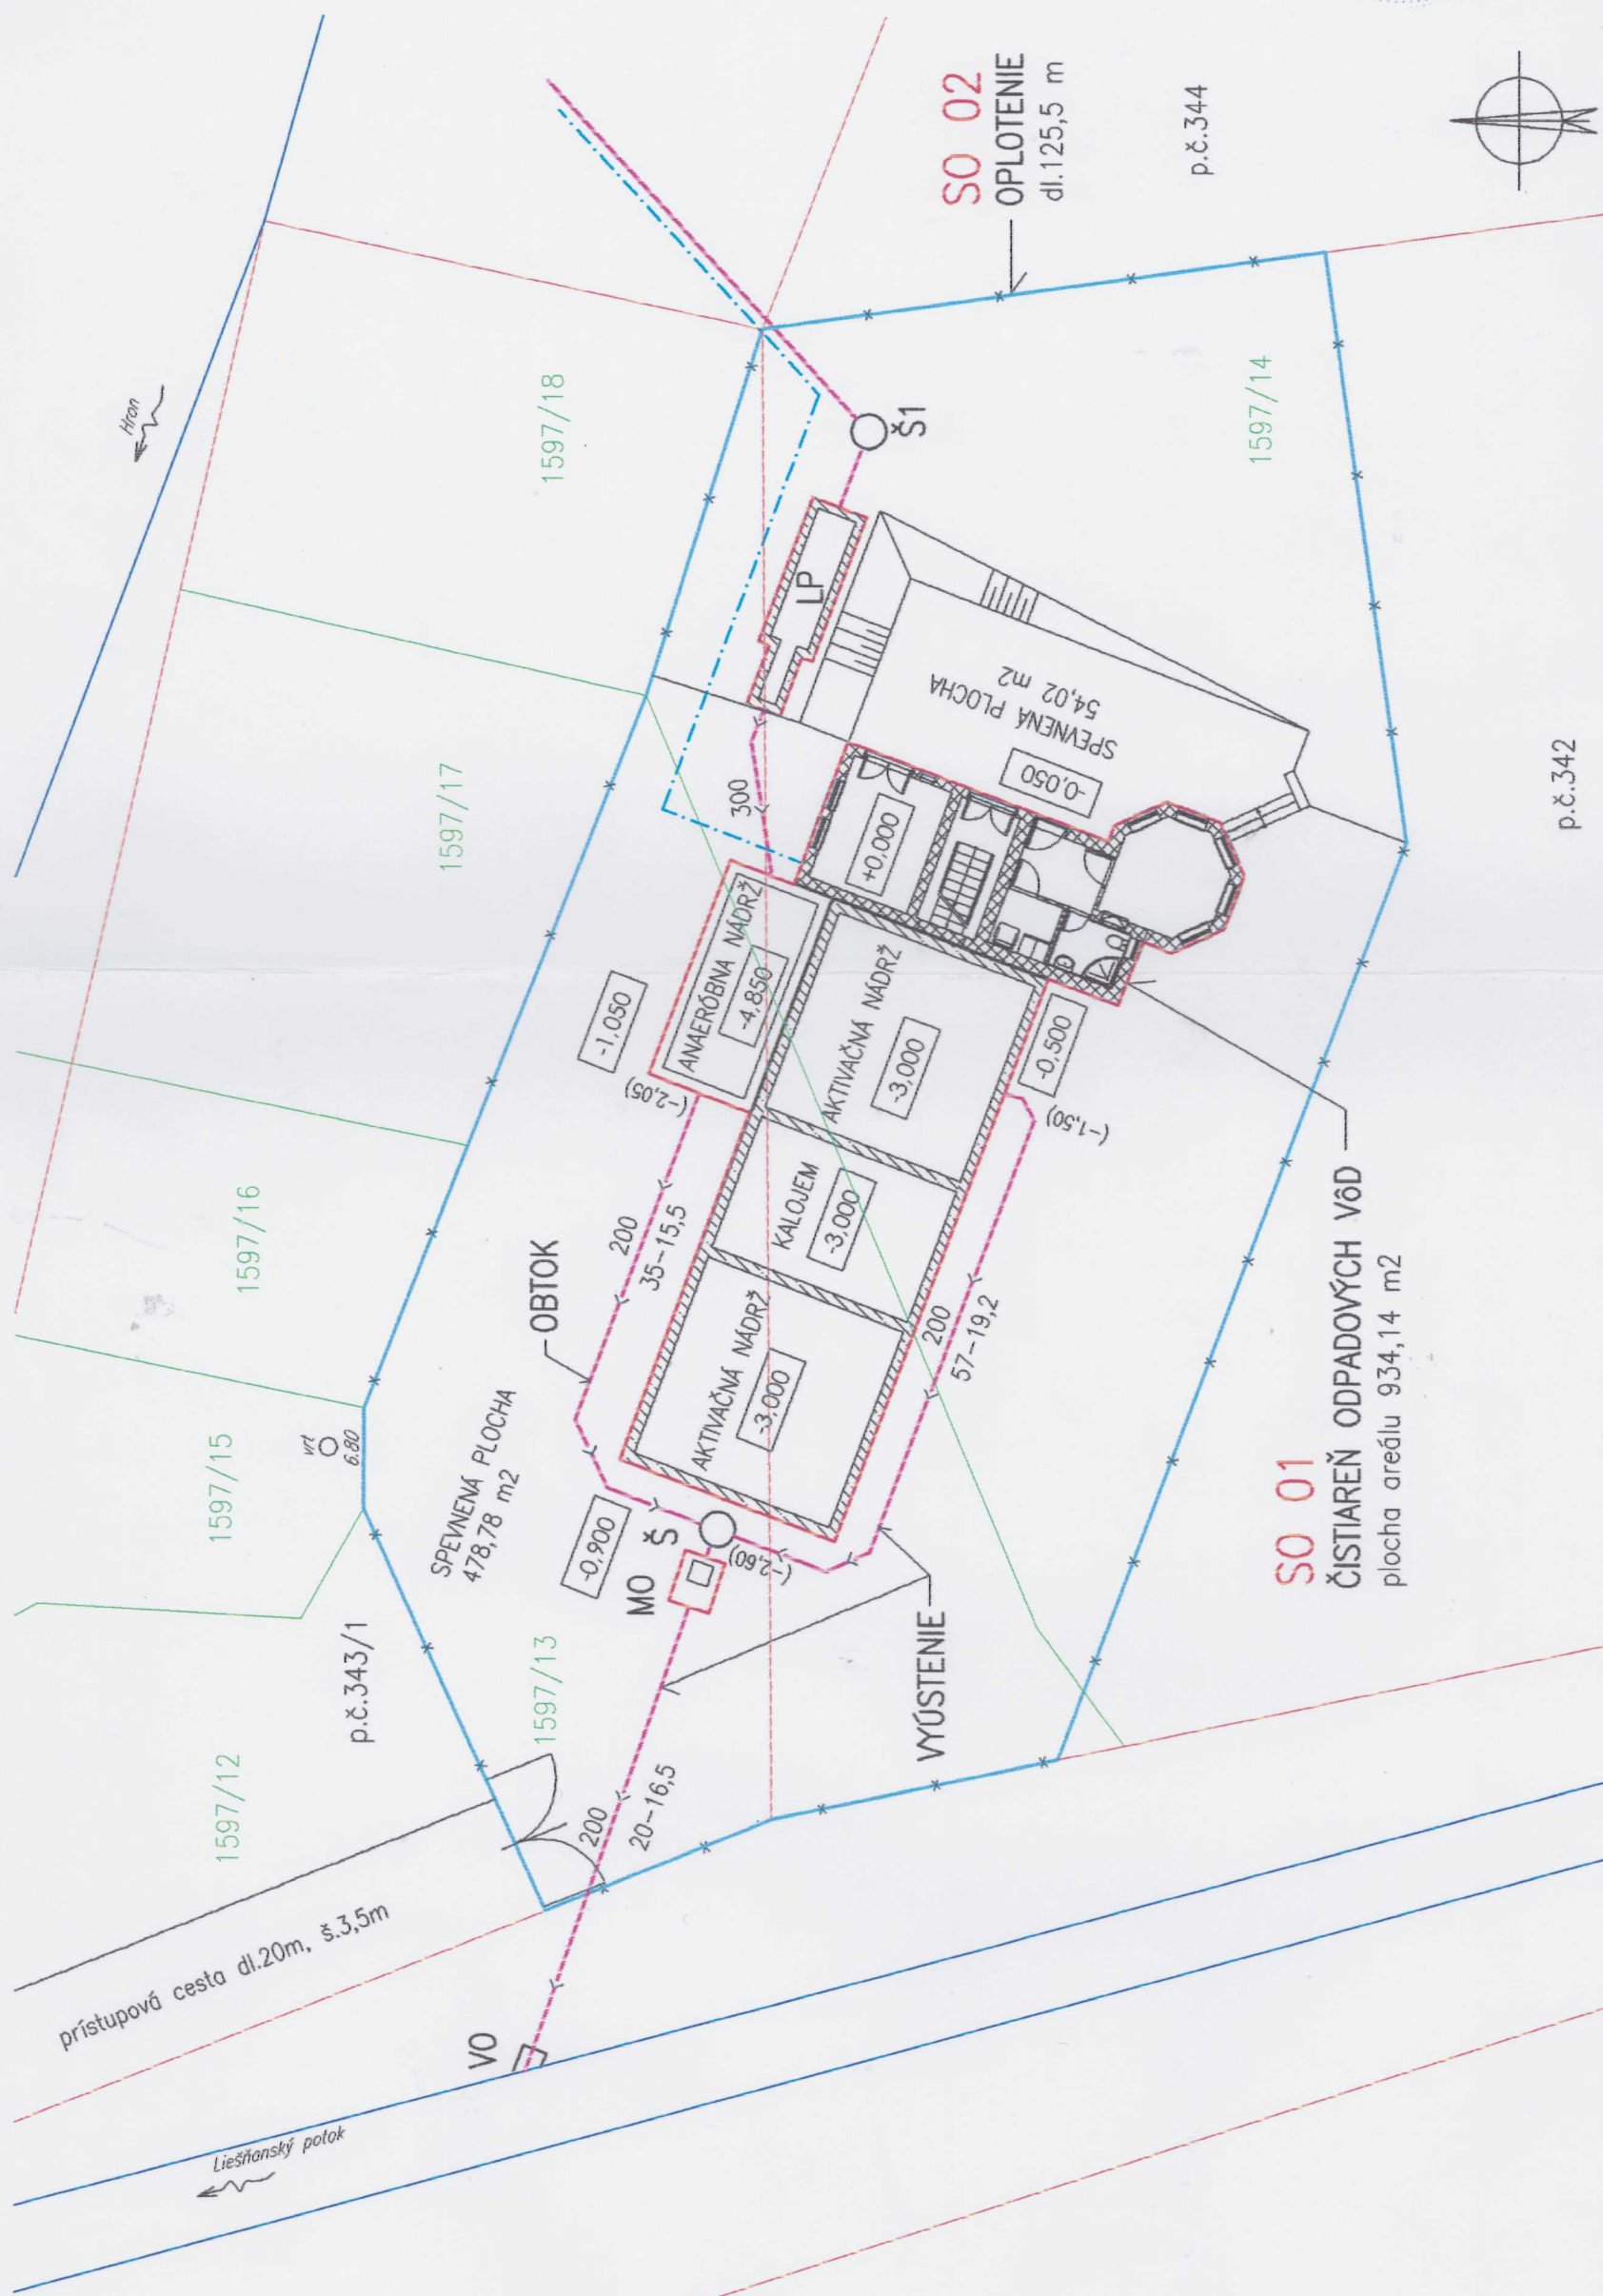 Hron
SO 02
OPLOTENIE
dl.125,5 m
p.č.344
1597/18
Š1
1597/14
LP
SPEVNENÁ PLOCHA
54,02 m2
-0,050
1597/17
300
+0,000
p.č.342
-1,050
ANAERÓBNA NÁDRŽ
-4,850
(-2,05)
AKTIVAČNÁ NÁDRŽ
-3,000
-0,500
(-1,50)
1597/16
OBTOK
200
35-15,5
KALOJEM
-3,000
200
57-19,2
AKTIVAČNÁ NÁDRŽ
-3,000
SO 01
ČISTIAREŇ ODPADOVÝCH VôD
plocha areálu 934,14 m2
1597/15
vrt
6.80
SPEVNENÁ PLOCHA
478,78 m2
-0,900
Š
MO
(-2,60)
VYÚSTENIE
p.č.343/1
1597/13
1597/12
200
20-16,5
prístupová cesta dl.20m, š.3,5m
VO
Liešňanský potok